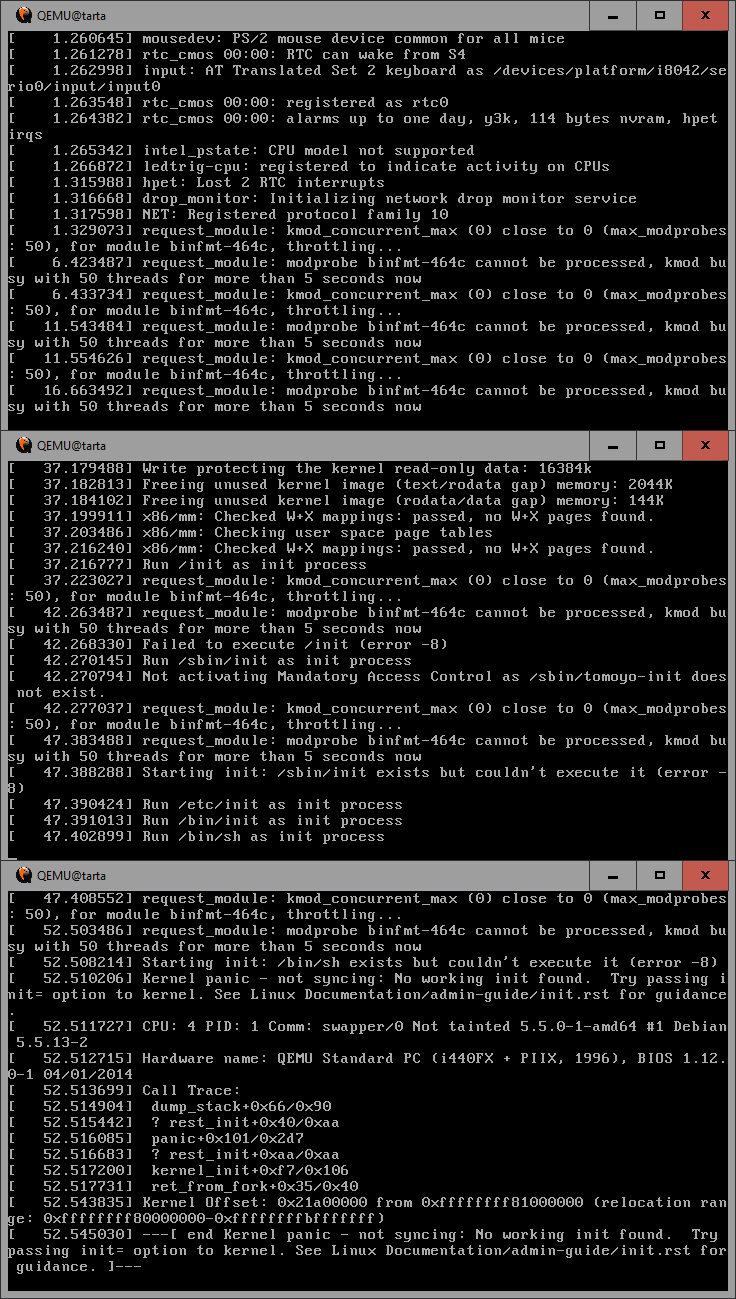 QEMU@tarta
[    1.260645] mousedev: PS/2 mouse device common for all mice
[    1.261278] rtc_cmos 00:00: RTC can wake from S4
[    1.262998] input: AT Translated Set 2 keyboard as /devices/platform/i8042/se
rio0/input/input0
[    1.263548] rtc_cmos 00:00: registered as rtc0
[    1.264382] rtc_cmos 00:00: alarms up to one day, y3k, 114 bytes nvram, hpet
irqs
[    1.265342] intel_pstate: CPU model not supported
[    1.266872] ledtrig-cpu: registered to indicate activity on CPUs
[    1.315988] hpet: Lost 2 RTC interrupts
[    1.316668] drop_monitor: Initializing network drop monitor service
[    1.317598] NET: Registered protocol family 10
[    1.329073] request_module: kmod_concurrent_max (0) close to 0 (max_modprobes
: 50), for module binfmt-464c, throttling...
[    6.423487] request_module: modprobe binfmt-464c cannot be processed, kmod bu
sy with 50 threads for more than 5 seconds now
[    6.433734] request_module: kmod_concurrent_max (0) close to 0 (max_modprobes
: 50), for module binfmt-464c, throttling...
[   11.543484] request_module: modprobe binfmt-464c cannot be processed, kmod bu
sy with 50 threads for more than 5 seconds now
[   11.554626] request_module: kmod_concurrent_max (0) close to 0 (max_modprobes
: 50), for module binfmt-464c, throttling...
[   16.663492] request_module: modprobe binfmt-464c cannot be processed, kmod bu
sy with 50 threads for more than 5 seconds now
QEMU@tarta
[   37.179488] Write protecting the kernel read-only data: 16384k
[   37.182813] Freeing unused kernel image (text/rodata gap) memory: 2044K
[   37.184102] Freeing unused kernel image (rodata/data gap) memory: 144K
[   37.199911] x86/mm: Checked W+X mappings: passed, no W+X pages found.
[   37.203486] x86/mm: Checking user space page tables
[   37.216240] x86/mm: Checked W+X mappings: passed, no W+X pages found.
[   37.216777] Run /init as init process
[   37.223027] request_module: kmod_concurrent_max (0) close to 0 (max_modprobes
: 50), for module binfmt-464c, throttling...
[   42.263487] request_module: modprobe binfmt-464c cannot be processed, kmod bu
sy with 50 threads for more than 5 seconds now
[   42.268330] Failed to execute /init (error -8)
[   42.270145] Run /sbin/init as init process
[   42.270794] Not activating Mandatory Access Control as /sbin/tomoyo-init does
 not exist.
[   42.277037] request_module: kmod_concurrent_max (0) close to 0 (max_modprobes
: 50), for module binfmt-464c, throttling...
[   47.383488] request_module: modprobe binfmt-464c cannot be processed, kmod bu
sy with 50 threads for more than 5 seconds now
[   47.388288] Starting init: /sbin/init exists but couldn't execute it (error -
8)
[   47.390424] Run /etc/init as init process
[   47.391013] Run /bin/init as init process
[   47.402899] Run /bin/sh as init process
QEMU@tarta
[   47.408552] request_module: kmod_concurrent_max (0) close to 0 (max_modprobes
: 50), for module binfmt-464c, throttling...
[   52.503486] request_module: modprobe binfmt-464c cannot be processed, kmod bu
sy with 50 threads for more than 5 seconds now
[   52.508214] Starting init: /bin/sh exists but couldn't execute it (error -8)
[   52.510206] Kernel panic - not syncing: No working init found.  Try passing i
nit= option to kernel. See Linux Documentation/admin-guide/init.rst for guidance
.
[   52.511727] CPU: 4 PID: 1 Comm: swapper/0 Not tainted 5.5.0-1-amd64 #1 Debian
 5.5.13-2
[   52.512715] Hardware name: QEMU Standard PC (i440FX + PIIX, 1996), BIOS 1.12.
0-1 04/01/2014
[   52.513699] Call Trace:
[   52.514904]  dump_stack+0x66/0x90
[   52.515442]  ? rest_init+0x40/0xaa
[   52.516085]  panic+0x101/0x2d7
[   52.516683]  ? rest_init+0xaa/0xaa
[   52.517200]  kernel_init+0xf7/0x106
[   52.517731]  ret_from_fork+0x35/0x40
[   52.543835] Kernel Offset: 0x21a00000 from 0xffffffff81000000 (relocation ran
ge: 0xffffffff80000000-0xffffffffbfffffff)
[   52.545030] ---[ end Kernel panic - not syncing: No working init found.  Try
passing init= option to kernel. See Linux Documentation/admin-guide/init.rst for
 guidance. ]---